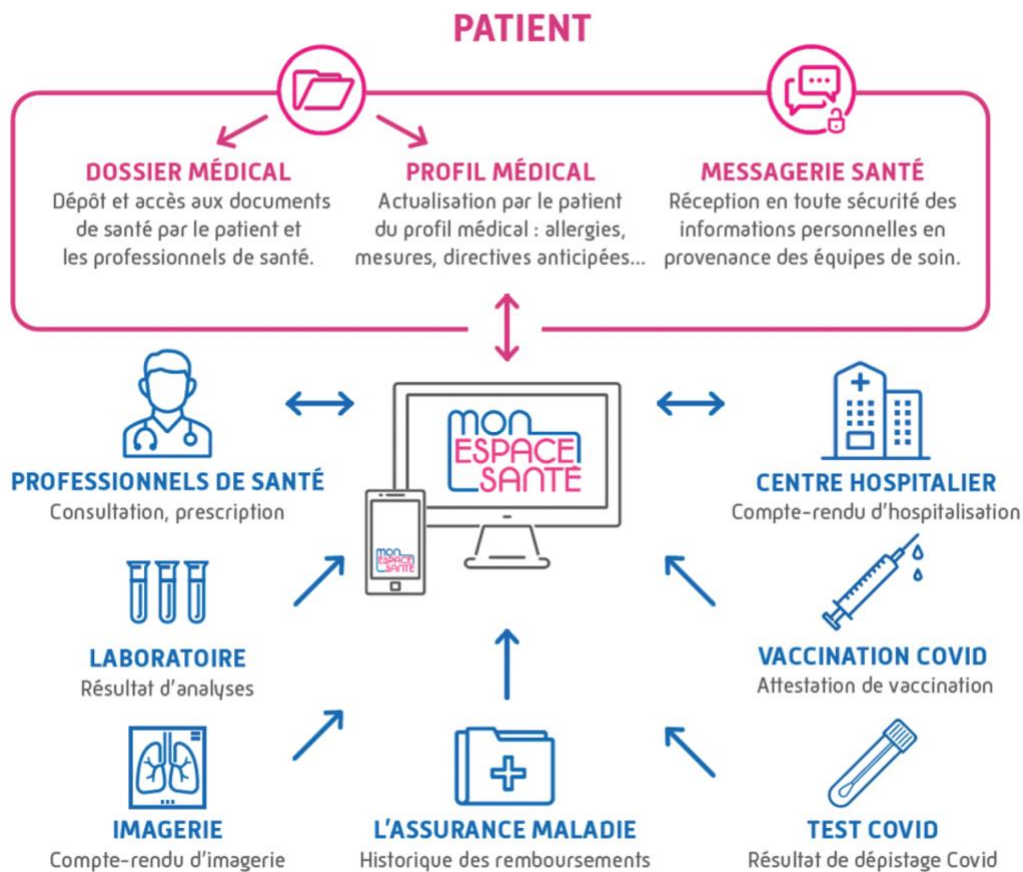 PATIENT
DOSSIER MÉDICAL
Dépôt et accès aux documents
de santé par le patient et
les professionnels de santé.
PROFIL MÉDICAL
Actualisation par le patient
du profil médical : allergies,
mesures, directives anticipées...
MESSAGERIE SANTÉ
Réception en toute sécurité des
informations personnelles en
provenance des équipes de soin.
mon
ESPACE
SANTÉ
PROFESSIONNELS DE SANTÉ
Consultation, prescription
CENTRE HOSPITALIER
Compte-rendu d'hospitalisation
mon
ESPACE
SANTÉ
LABORATOIRE
Résultat d'analyses
VACCINATION COVID
Attestation de vaccination
IMAGERIE
Compte-rendu d'imagerie
L'ASSURANCE MALADIE
Historique des remboursements
TEST COVID
Résultat de dépistage Covid